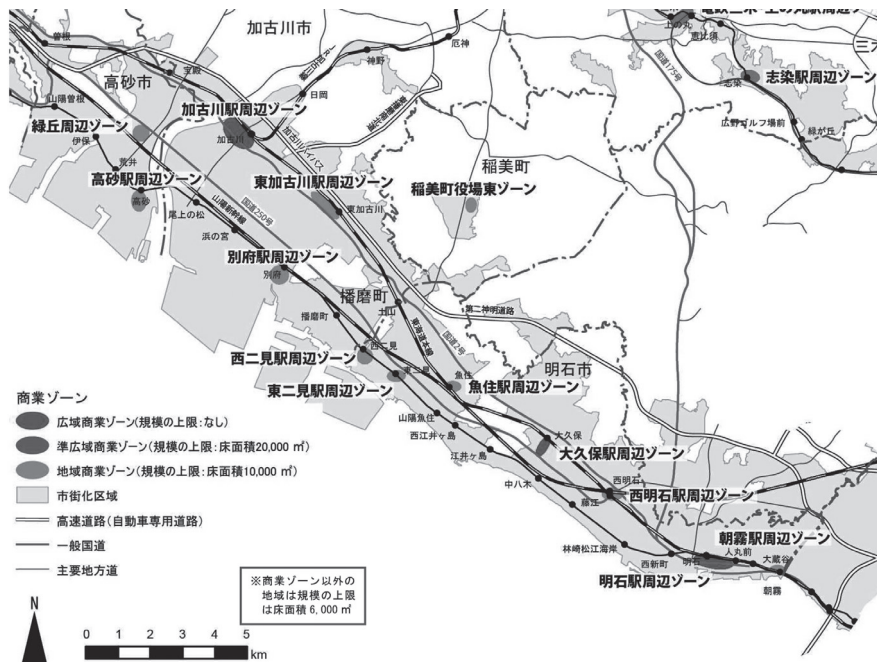 加古川市
曽根
神野
厄神
上の丸
恵比須
国道175号
志染駅周辺ゾーン
志染
高砂市
宝殿
日岡
山陽曽根
加古川駅周辺ゾーン
広野ゴルフ場前
緑が丘
緑丘周辺ゾーン
伊保
加古川
加古川バイパス
稲美町
荒井
東加古川駅周辺ゾーン
稲美町役場東ゾーン
高砂駅周辺ゾーン
高砂
尾上の松
山陽新幹線
国道250号
東加古川
浜の宮
別府駅周辺ゾーン
別府
播磨町
土山
第二神明道路
播磨町
東海道本線
国道2号
西二見
西二見駅周辺ゾーン
明石市
東二見
魚住
魚住駅周辺ゾーン
東二見駅周辺ゾーン
商業ゾーン
広域商業ゾーン(規模の上限:なし)
準広域商業ゾーン(規模の上限:床面積20,000 ㎡)
地域商業ゾーン(規模の上限:床面積10,000 ㎡)
市街化区域
高速道路(自動車専用道路)
一般国道
主要地方道
山陽魚住
西江井ヶ島
大久保
江井ヶ島
大久保駅周辺ゾーン
中八木
西明石
西明石駅周辺ゾーン
藤江
朝霧駅周辺ゾーン
林崎松江海岸
人丸前
西新町
明石
大蔵谷
明石駅周辺ゾーン
朝霧
※商業ゾーン以外の
地域は規模の上限
は床面積6,000 ㎡
N
0 1 2 3 4 5
km